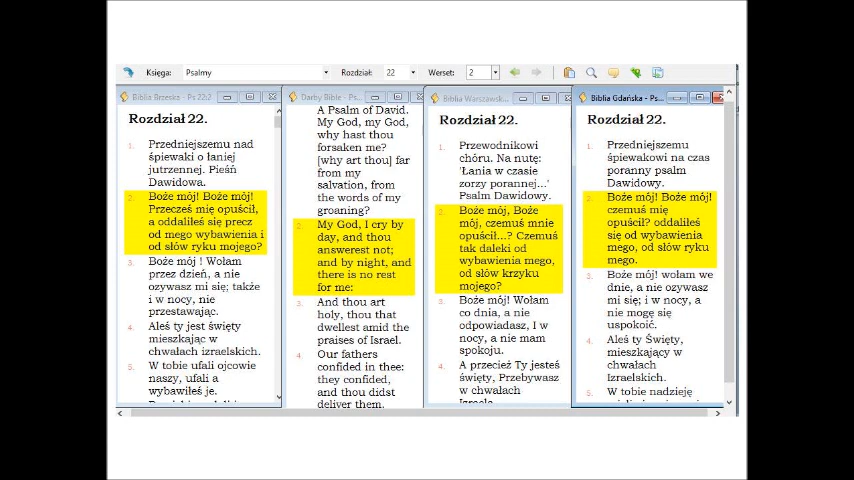 Księga: Psalmy Rozdział: 22 Werset: 2
Biblia Brzeska - Ps 22:2
Rozdział 22.
1. Przedniejszemu nad
śpiewaki o łaniej
jutrzennej. Pieśń
Dawidowa.
2. Boże mój! Boże mój!
Przecześ mię opuścił,
a oddaliłeś się precz
od mego wybawienia i
od słów ryku mojego?
3. Boże mój ! Wołam
przez dzień, a nie
ozywasz mi się; także
i w nocy, nie
przestawając.
4. Aleś ty jest święty
mieszkając w
chwałach izraelskich.
5. W tobie ufali ojcowie
naszy, ufali a
wybawiłeś je.
Darby Bible - Ps...
A Psalm of David.
My God, my God,
why hast thou
forsaken me?
[why art thou] far
from my
salvation, from
the words of my
groaning?
2. My God, I cry by
day, and thou
answerest not;
and by night, and
there is no rest
for me:
3. And thou art
holy, thou that
dwellest amid the
praises of Israel.
4. Our fathers
confided in thee:
they confided,
and thou didst
deliver them.
Biblia Warszawsk...
Rozdział 22.
1. Przewodnikowi
chóru. Na nutę:
'Łania w czasie
zorzy porannej...'
Psalm Dawidowy.
2. Boże mój, Boże
mój, czemuś mnie
opuścił...? Czemuś
tak daleki od
wybawienia mego,
od słów krzyku
mojego?
3. Boże mój! Wołam
co dnia, a nie
odpowiadasz, I w
nocy, a nie mam
spokoju.
4. A przecież Ty jesteś
święty, Przebywasz
w chwałach
Izraela
Biblia Gdańska - Ps...
Rozdział 22.
1. Przedniejszemu
śpiewakowi na czas
poranny psalm
Dawidowy.
2. Boże mój! Boże mój!
czemuś mię
opuścił? oddaliłeś
się od wybawienia
mego, od słów ryku
mego.
3. Boże mój! wołam we
dnie, a nie ozywasz
mi się; i w nocy, a
nie mogę się
uspokoić.
4. Aleś ty Święty,
mieszkający w
chwałach
Izraelskich.
5. W tobie nadzieję